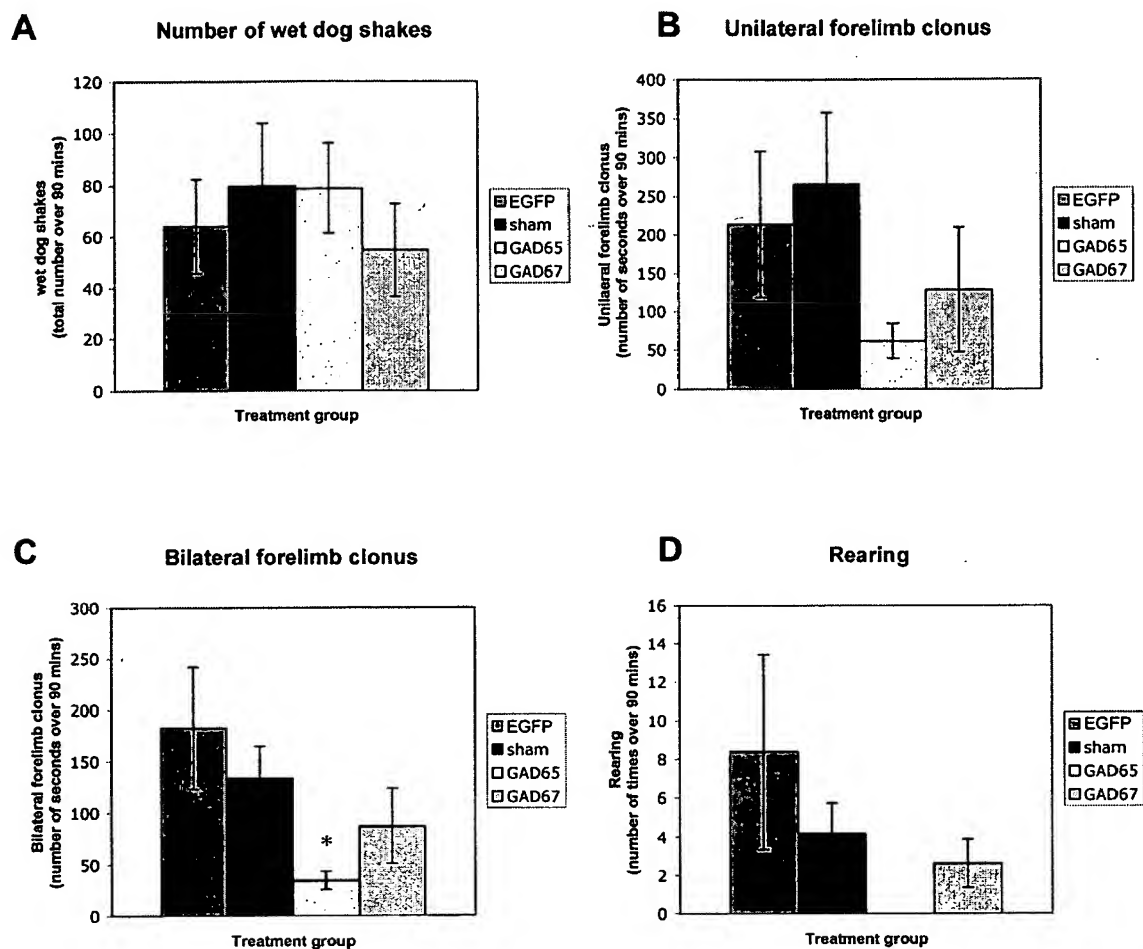 A
Number of wet dog shakes
wet dog shakes
(total number over 90 mins)
120
100
80
60
40
20
0
Treatment group
EGFP
sham
GAD65
GAD67
B
Unilateral forelimb clonus
Unilaeral forelimb clonus
(number of seconds over 90 mins)
400
350
300
250
200
150
100
50
0
Treatment group
EGFP
sham
GAD65
GAD67
C
Bilateral forelimb clonus
Bilateral forelimb clonus
(number of seconds over 90 mins)
300
250
200
150
100
50
0
*
Treatment group
EGFP
sham
GAD65
GAD67
D
Rearing
Rearing
(number of times over 90 mins)
16
14
12
10
8
6
4
2
0
Treatment group
EGFP
sham
GAD65
GAD67